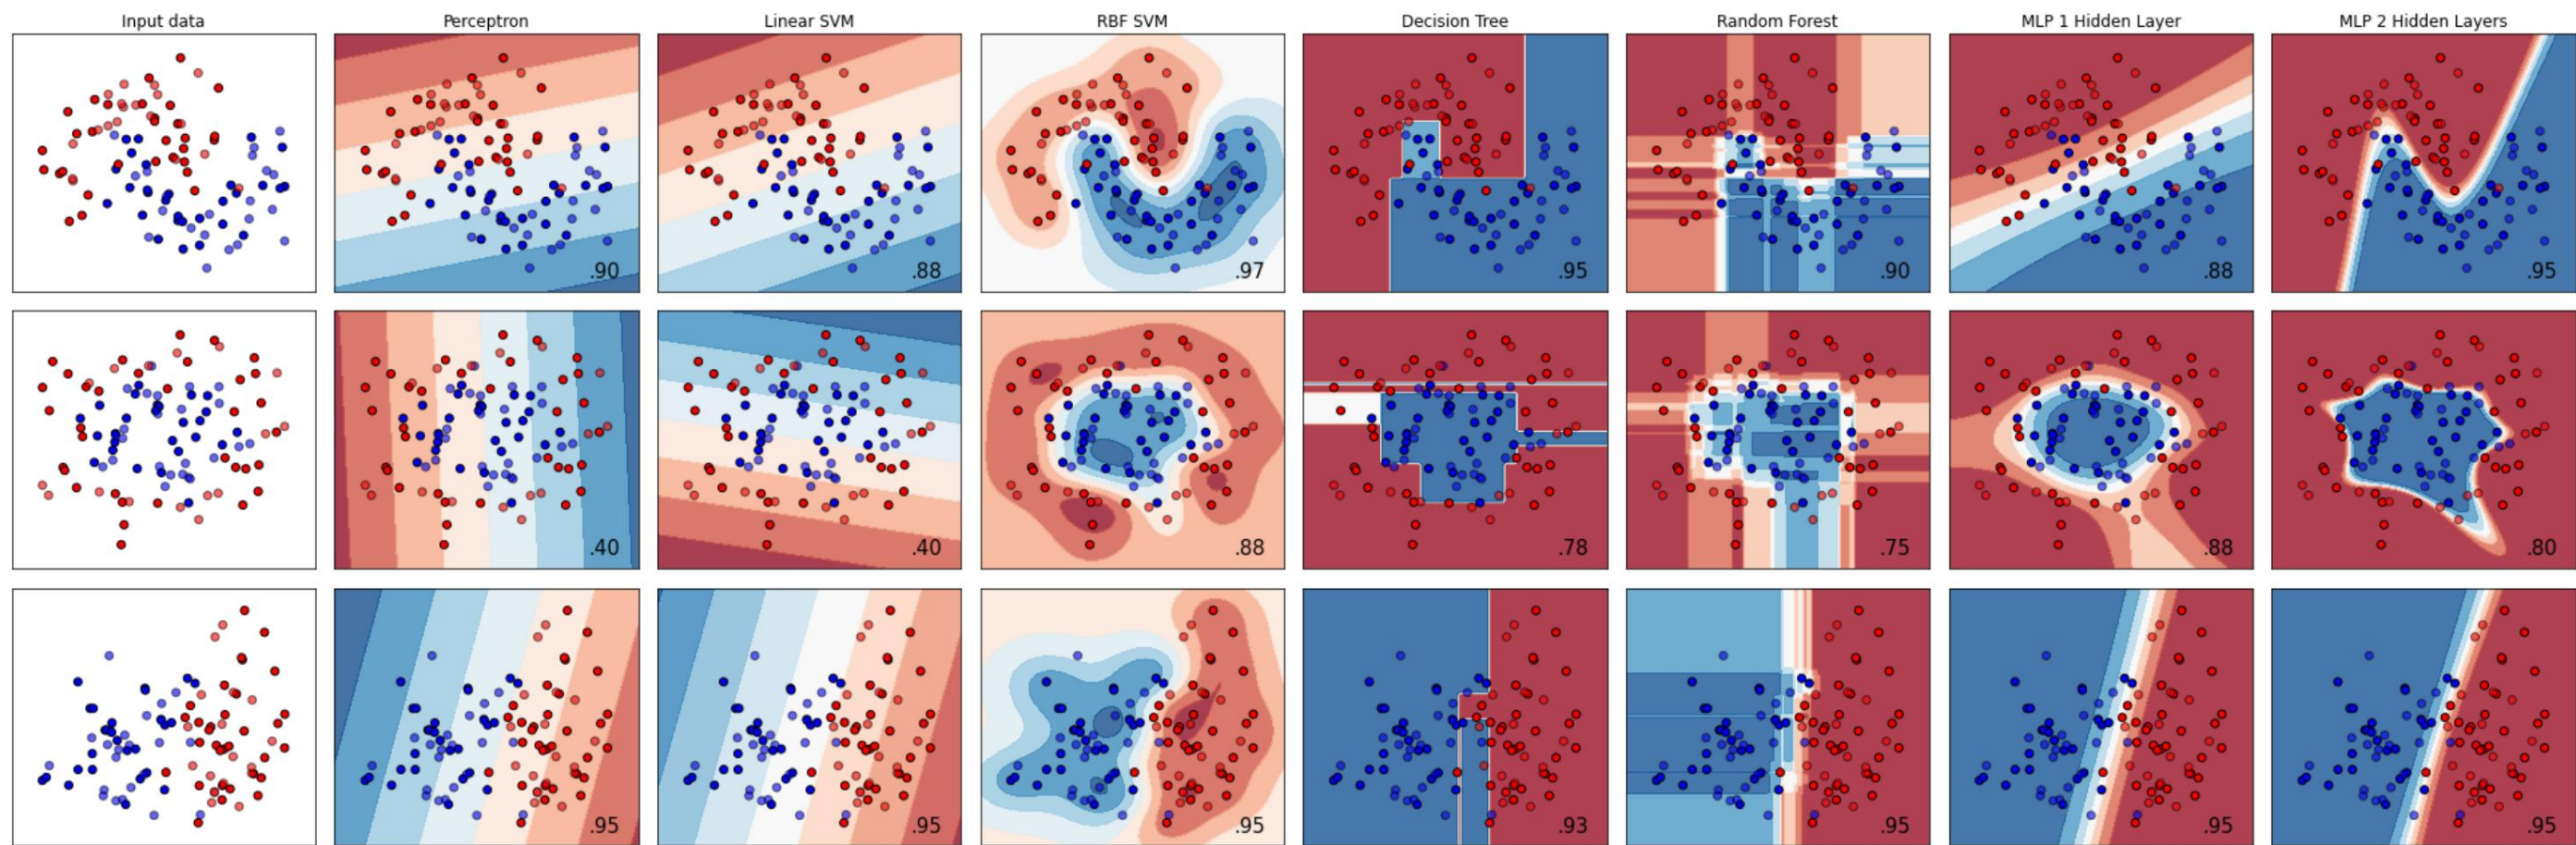 Input data Perceptron Linear SVM RBF SVM Decision Tree Random Forest MLP 1 Hidden Layer MLP 2 Hidden Layers
.90 .88 .97 .95 .90 .88 .95
.40 .40 .88 .78 .75 .88 .80
.95 .95 .95 .93 .95 .95 .95